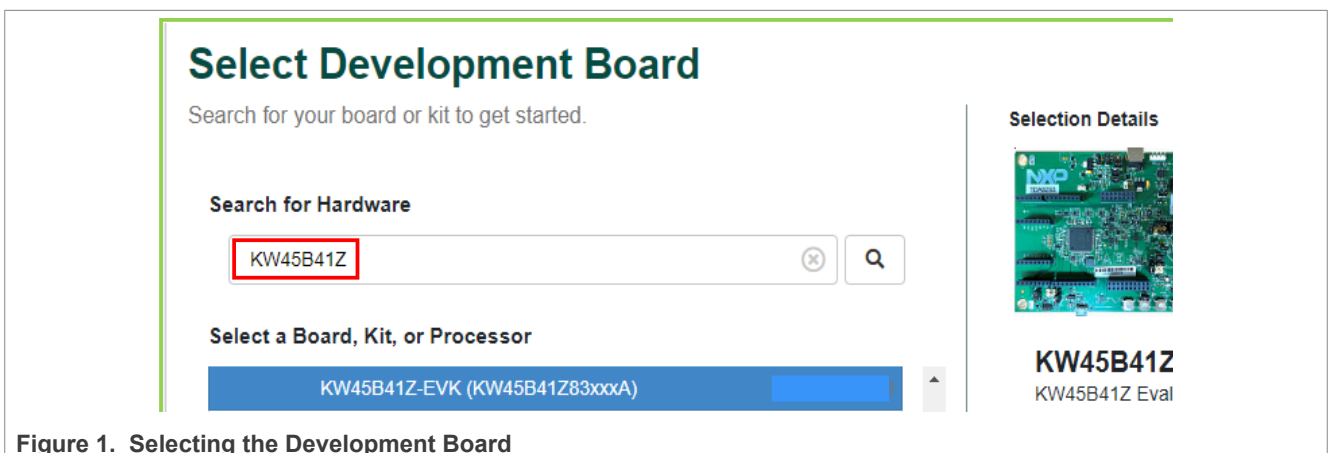 Select Development Board
Search for your board or kit to get started.
Search for Hardware
KW45B41Z
Select a Board, Kit, or Processor
KW45B41Z-EVK (KW45B41Z83xxxA)
Selection Details
NXP
KW45B41Z
KW45B41Z Eval
Figure 1. Selecting the Development Board